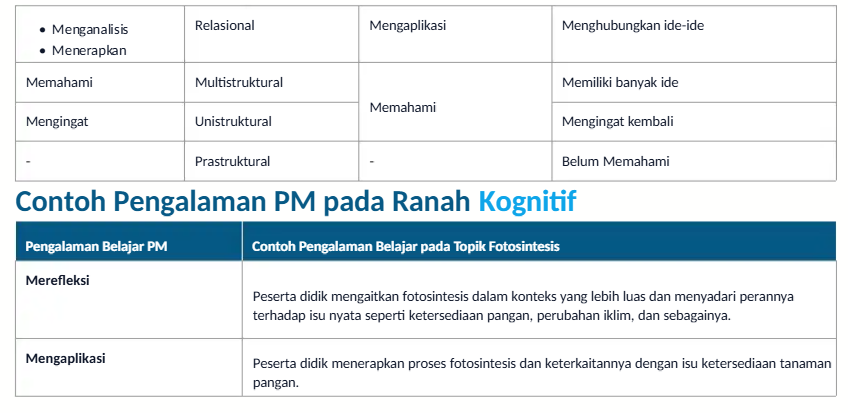 • Menganalisis
• Menerapkan
Relasional
Mengaplikasi
Menghubungkan ide-ide
Memahami
Multistruktural
Memahami
Memiliki banyak ide
Mengingat
Unistruktural
Mengingat kembali
-
Prastruktural
-
Belum Memahami
Contoh Pengalaman PM pada Ranah Kognitif
Pengalaman Belajar PM
Contoh Pengalaman Belajar pada Topik Fotosintesis
Merefleksi
Peserta didik mengaitkan fotosintesis dalam konteks yang lebih luas dan menyadari perannya
terhadap isu nyata seperti ketersediaan pangan, perubahan iklim, dan sebagainya.
Mengaplikasi
Peserta didik menerapkan proses fotosintesis dan keterkaitannya dengan isu ketersediaan tanaman
pangan.